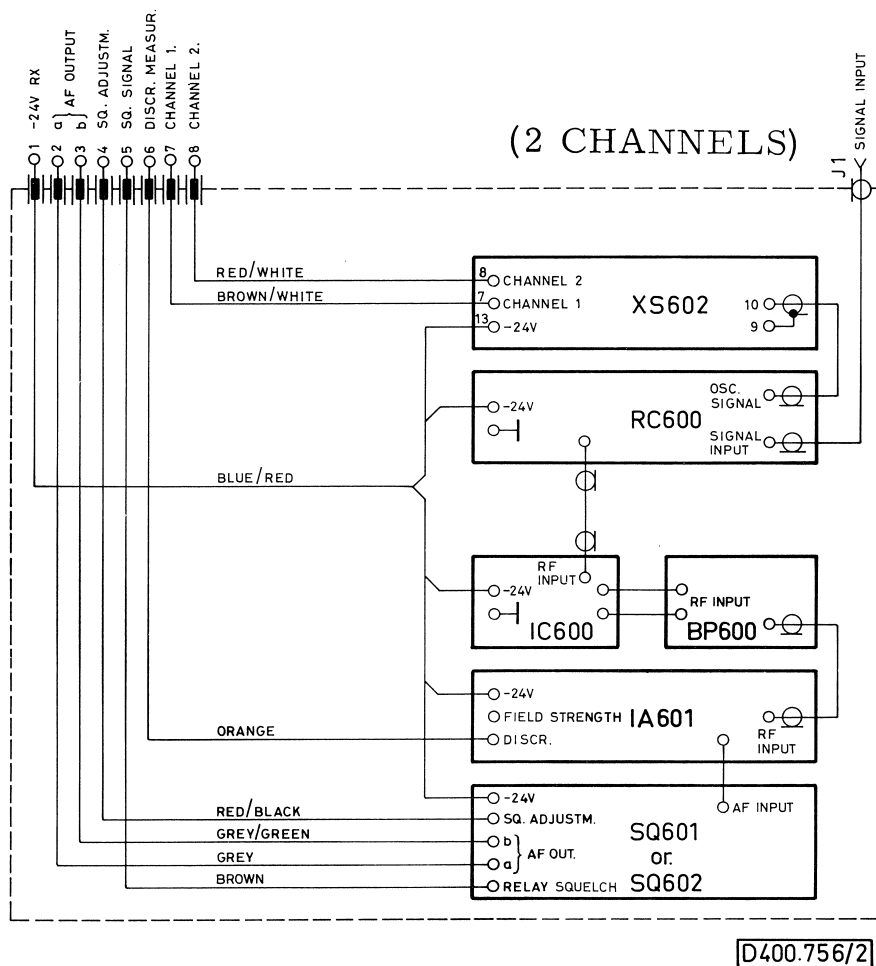 1 -24V RX
2 a} AF OUTPUT
3 b}
4 SQ. ADJUSTM.
5 SQ. SIGNAL
6 DISCR. MEASUR.
7 CHANNEL 1.
8 CHANNEL 2.
(2 CHANNELS)
J1
SIGNAL INPUT
RED/WHITE
BROWN/WHITE
8 CHANNEL 2
7 CHANNEL 1
13 -24V
XS602
10
9
-24V
RC600
OSC.
SIGNAL
SIGNAL
INPUT
BLUE/RED
RF
INPUT
-24V
IC600
RF INPUT
BP600
-24V
FIELD STRENGTH
DISCR.
IA601
RF
INPUT
ORANGE
-24V
SQ. ADJUSTM.
b
a
} AF OUT.
RELAY SQUELCH
AF INPUT
SQ601
or.
SQ602
RED/BLACK
GREY/GREEN
GREY
BROWN
D400.756/2